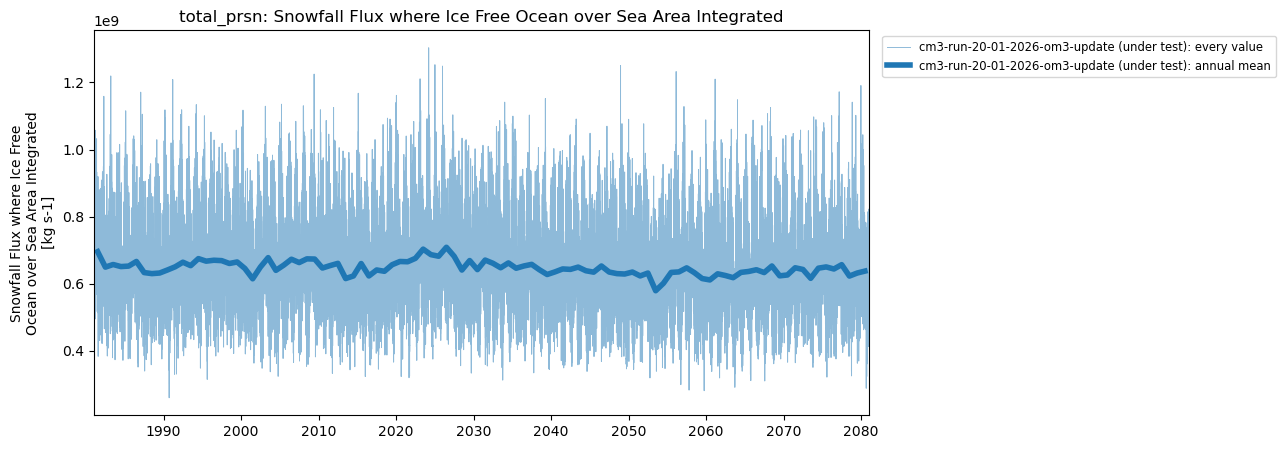 total_prsn: Snowfall Flux where Ice Free Ocean over Sea Area Integrated
1e9
cm3-run-20-01-2026-om3-update (under test): every value
cm3-run-20-01-2026-om3-update (under test): annual mean
Snowfall Flux where Ice Free
Ocean over Sea Area Integrated
[kg s-1]
1.2
1.0
0.8
0.6
0.4
1990 2000 2010 2020 2030 2040 2050 2060 2070 2080